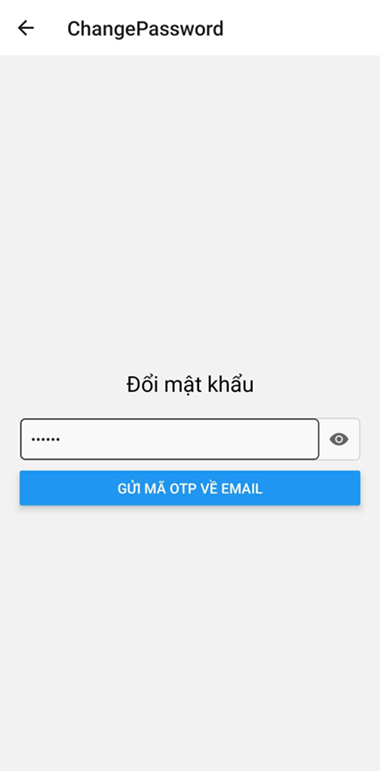 ChangePassword
Đổi mật khẩu
••••••
GỬI MÃ OTP VỀ EMAIL